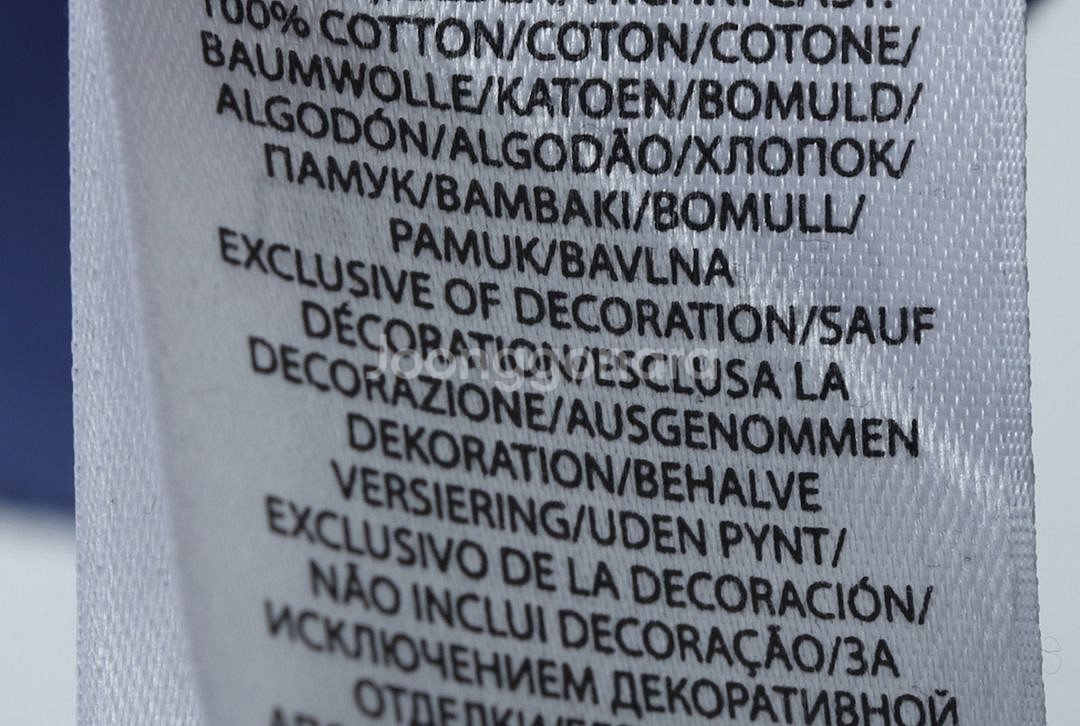 100% COTTON/COTON/COTONE/
BAUMWOLLE/KATOEN/BOMULD/
ALGODÓN/ALGODÃO/ХЛОПОК/
ПАМУК/BAMBAKI/BOMULL/
PAMUK/BAVLNA
EXCLUSIVE OF DECORATION/SAUF
DÉCORATION/ESCLUSA LA
DECORAZIONE/AUSGENOMMEN
DEKORATION/BEHALVE
VERSIERING/UDEN PYNT/
EXCLUSIVO DE LA DECORACIÓN/
NÃO INCLUI DECORAÇÃO/ЗА
ИСКЛЮЧЕНИЕМ ДЕКОРАТИВНОЙ